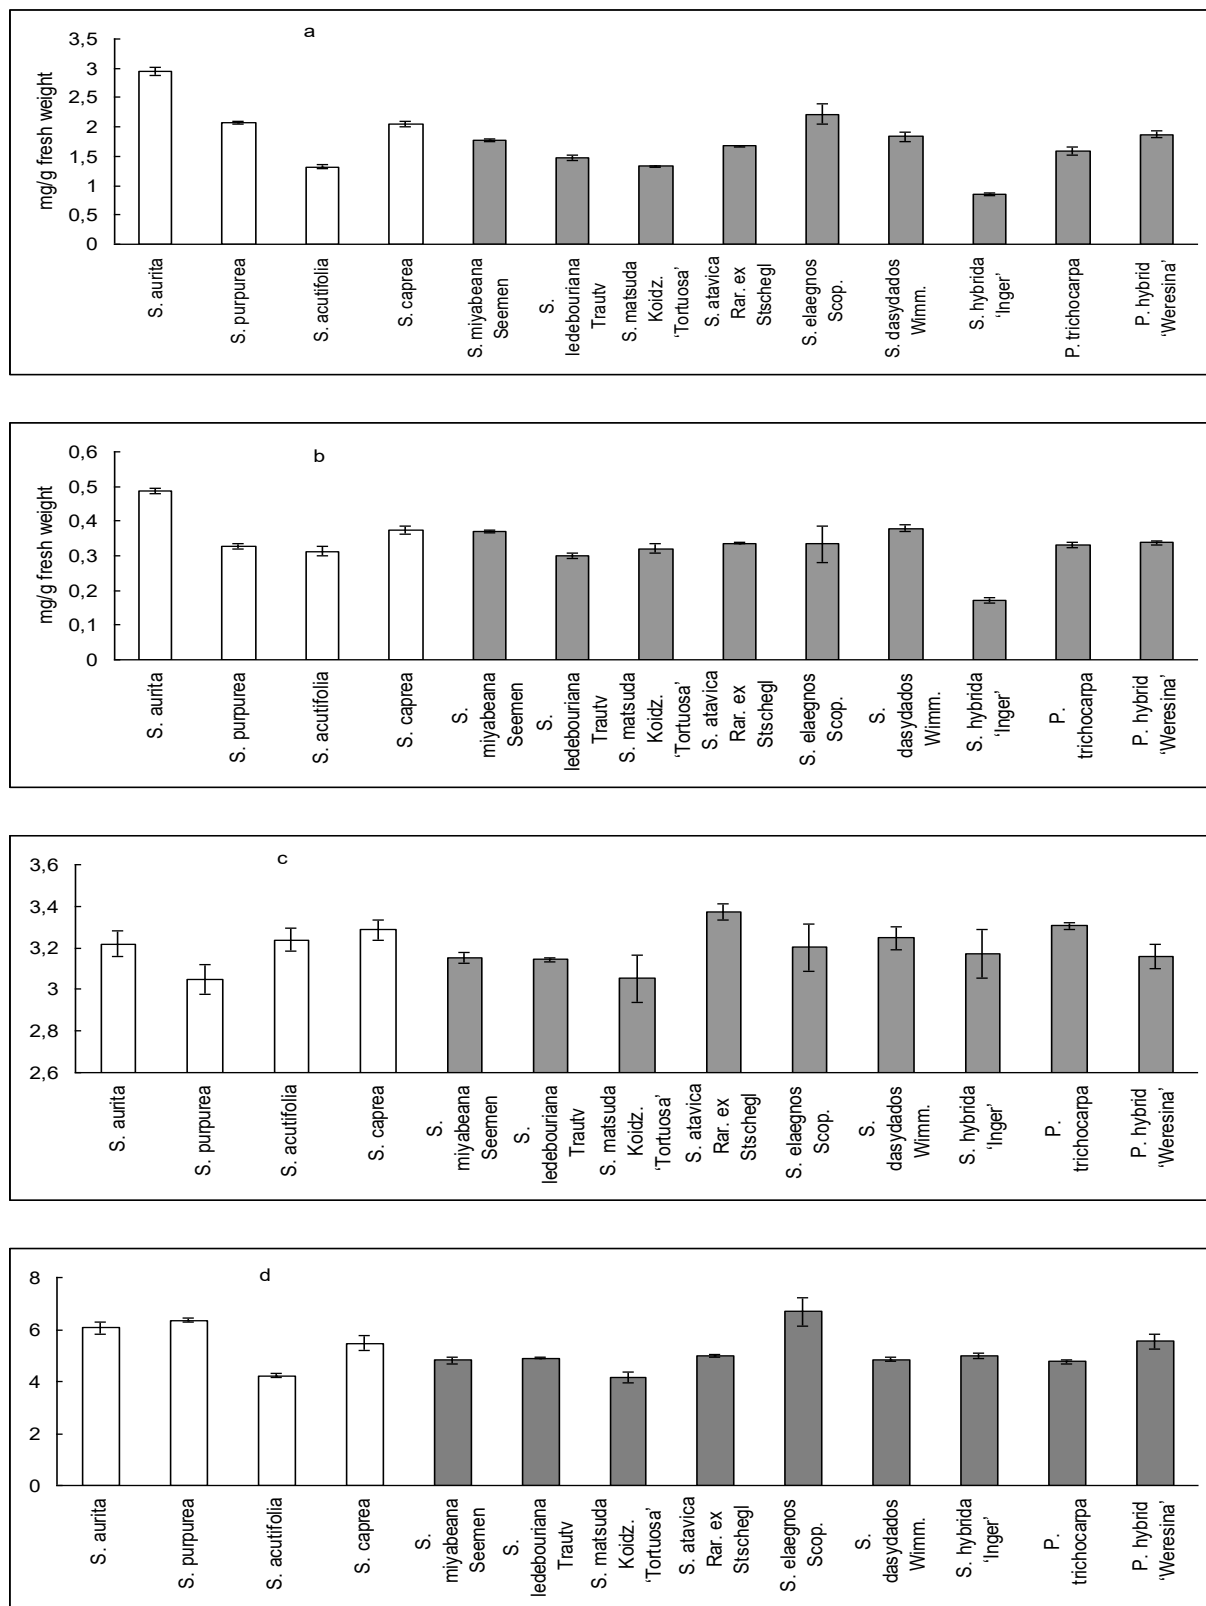 a
3,5
3
2,5
2
1,5
1
0,5
0
mg/g fresh weight
S. aurita
S. purpurea
S. acutifolia
S. caprea
S. miyabeana
Seemen
S.
ledebouriana
Trautv
S. matsuda
Koidz.
‘Tortuosa’
S. atavica
Rar. ex
Stschegl
S. elaegnos
Scop.
S. dasydados
Wimm.
S. hybrida
‘Inger’
P. trichocarpa
P. hybrid
‘Weresina’
b
0,6
0,5
0,4
0,3
0,2
0,1
0
mg/g fresh weight
S. aurita
S. purpurea
S. acutifolia
S. caprea
S.
miyabeana
Seemen
S.
ledebouriana
Trautv
S. matsuda
Koidz.
‘Tortuosa’
S. atavica
Rar. ex
Stschegl
S. elaegnos
Scop.
S.
dasydados
Wimm.
S. hybrida
‘Inger’
P.
trichocarpa
P. hybrid
‘Weresina’
c
3,6
3,4
3,2
3
2,8
2,6
S. aurita
S. purpurea
S. acutifolia
S. caprea
S.
miyabeana
Seemen
S.
ledebouriana
Trautv
S. matsuda
Koidz.
‘Tortuosa’
S. atavica
Rar. ex
Stschegl
S. elaegnos
Scop.
S.
dasydados
Wimm.
S. hybrida
‘Inger’
P.
trichocarpa
P. hybrid
‘Weresina’
d
8
6
4
2
0
S. aurita
S. purpurea
S. acutifolia
S. caprea
S.
miyabeana
Seemen
S.
ledebouriana
Trautv
S. matsuda
Koidz.
‘Tortuosa’
S. atavica
Rar. ex
Stschegl
S. elaegnos
Scop.
S.
dasydados
Wimm.
S. hybrida
‘Inger’
P.
trichocarpa
P. hybrid
‘Weresina’